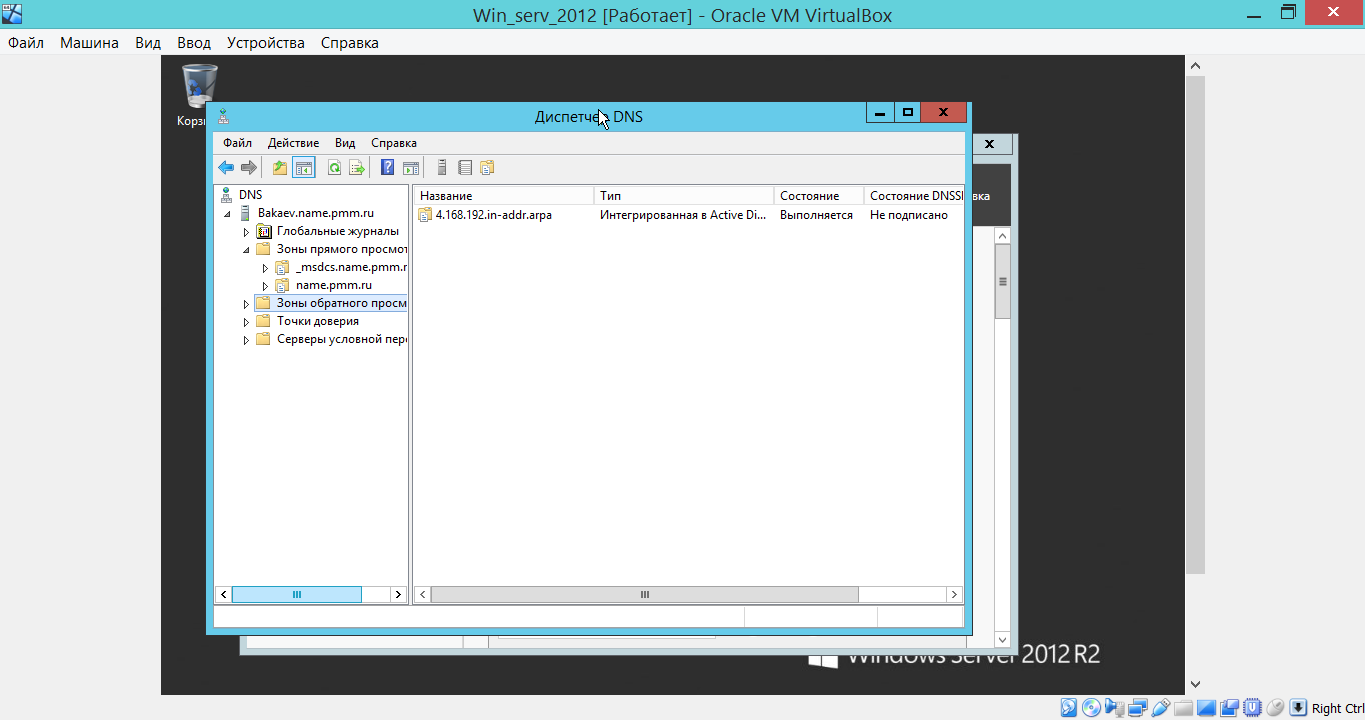 Win_serv_2012 [Работает] - Oracle VM VirtualBox
Файл Машина Вид Ввод Устройства Справка
Диспетчер DNS
Файл Действие Вид Справка
DNS
Bakaev.name.pmm.ru
Глобальные журналы
Зоны прямого просмот
_msdcs.name.pmm.r
name.pmm.ru
Зоны обратного просм
Точки доверия
Серверы условной пер
Название Тип Состояние Состояние DNSS
4.168.192.in-addr.arpa Интегрированная в Active Di... Выполняется Не подписано
вка
Корз
Windows Server 2012 R2
Right Ctrl